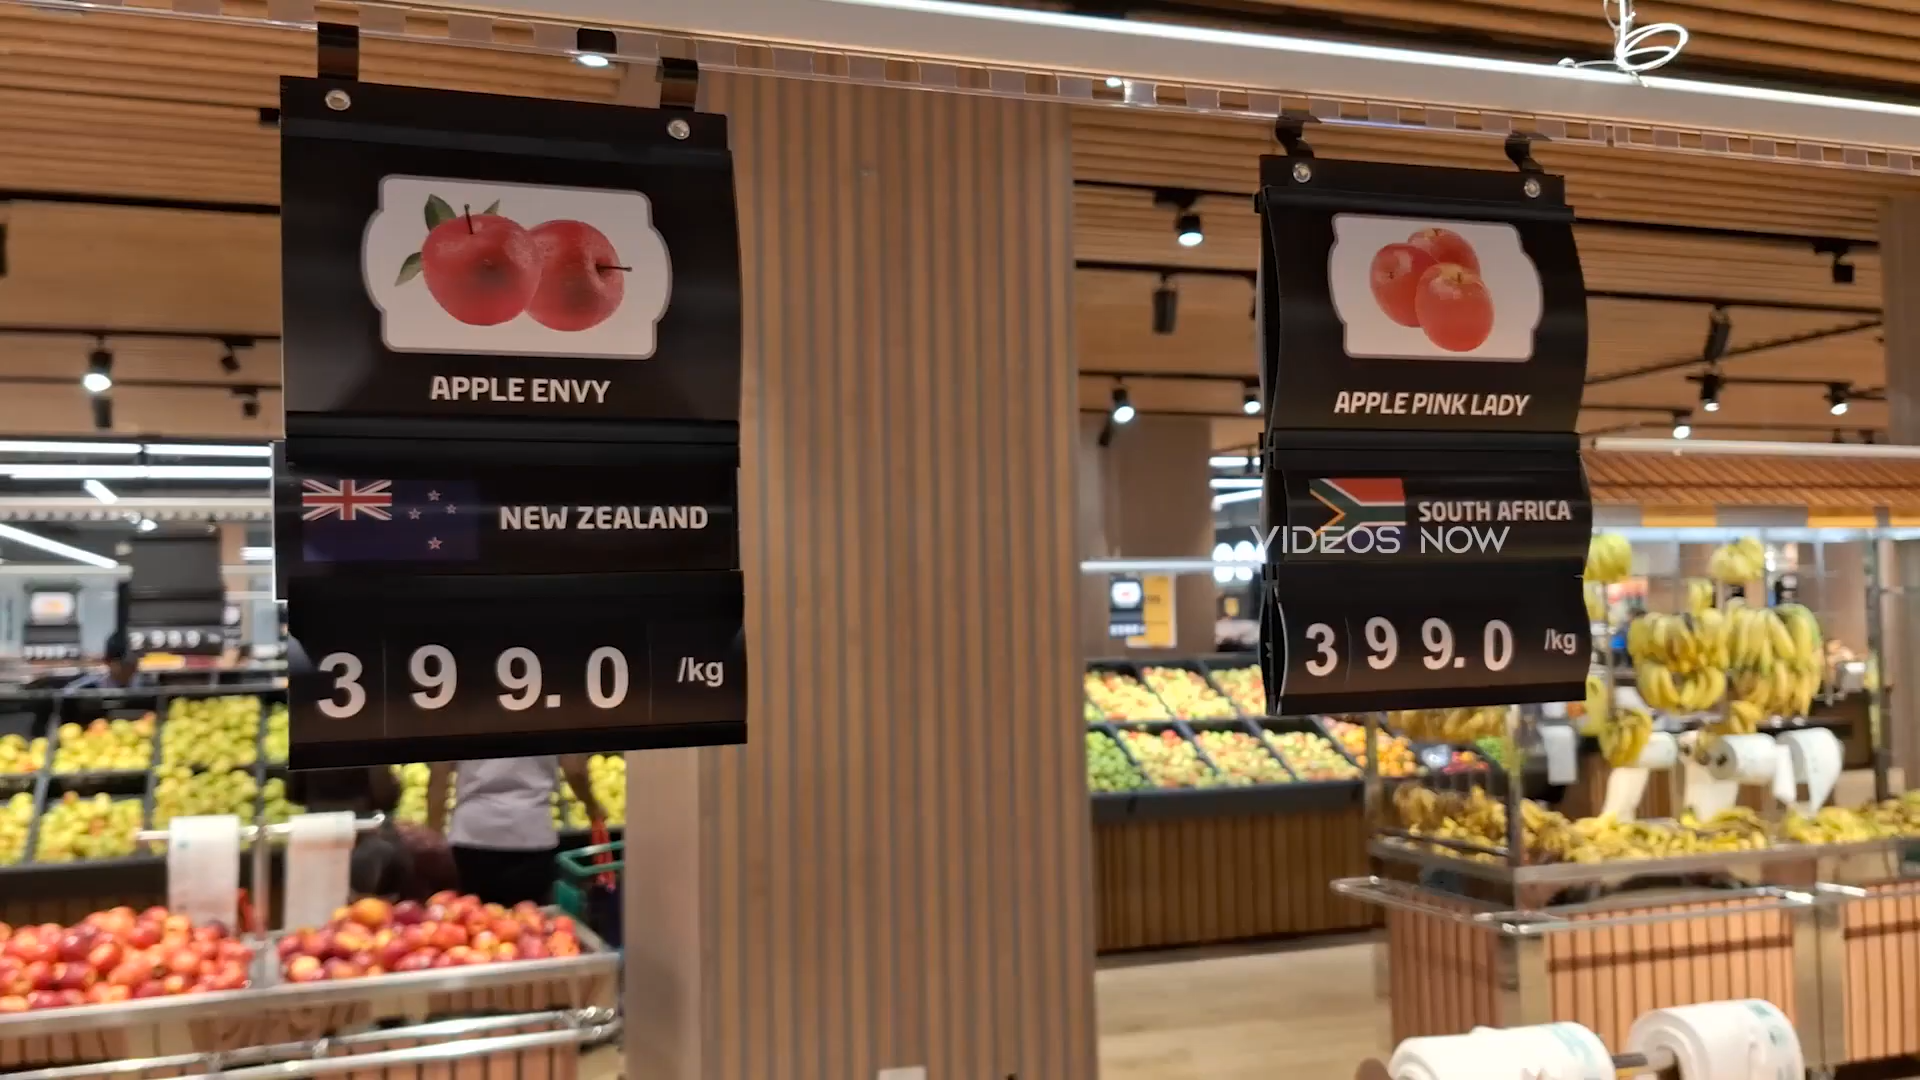 APPLE ENVY
NEW ZEALAND
399.0 /kg
APPLE PINK LADY
SOUTH AFRICA
VIDEOS NOW
399.0 /kg